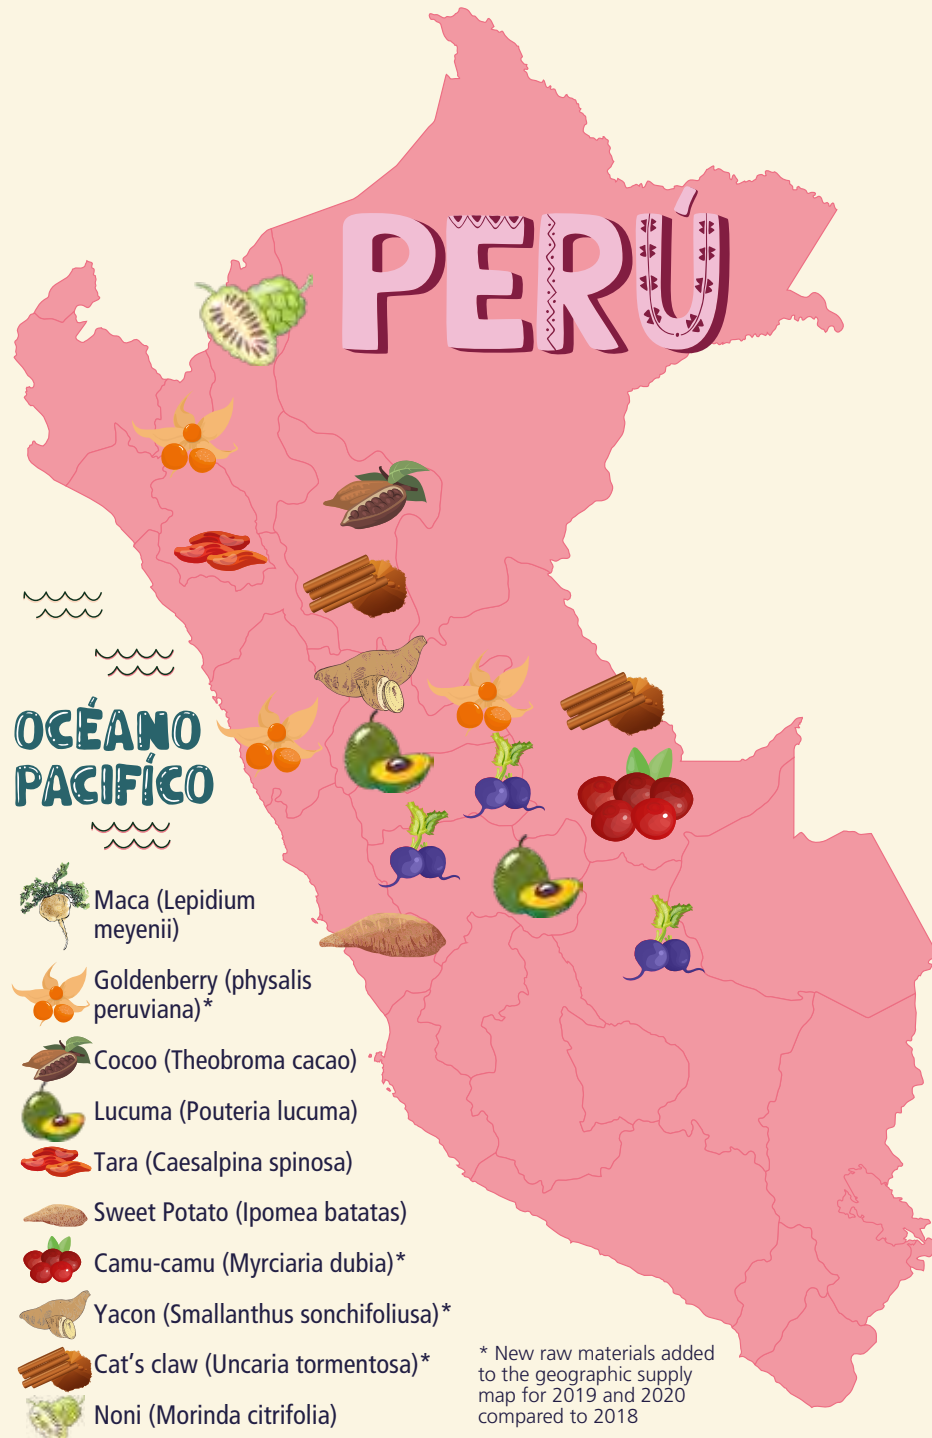 PERÚ
OCÉANO
PACIFÍCO
Maca (Lepidium
meyenii)
Goldenberry (physalis
peruviana)*
Cocoo (Theobroma cacao)
Lucuma (Pouteria lucuma)
Tara (Caesalpina spinosa)
Sweet Potato (Ipomea batatas)
Camu-camu (Myrciaria dubia)*
Yacon (Smallanthus sonchifoliusa)*
Cat’s claw (Uncaria tormentosa)*
Noni (Morinda citrifolia)
* New raw materials added
to the geographic supply
map for 2019 and 2020
compared to 2018